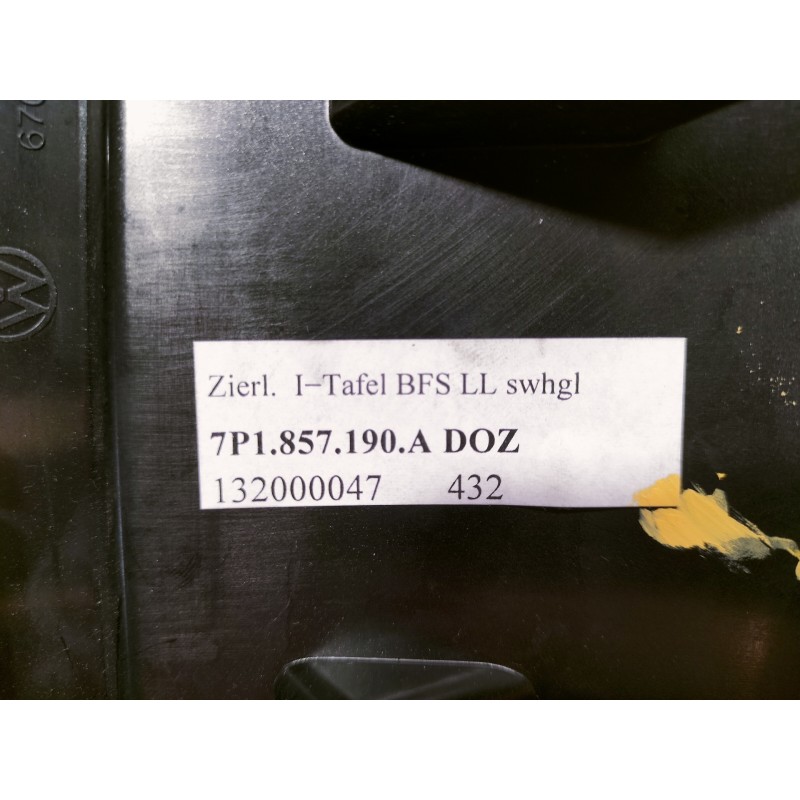 Zierl. I-Tafel BFS LL swhgl
7P1.857.190.A DOZ
132000047 432